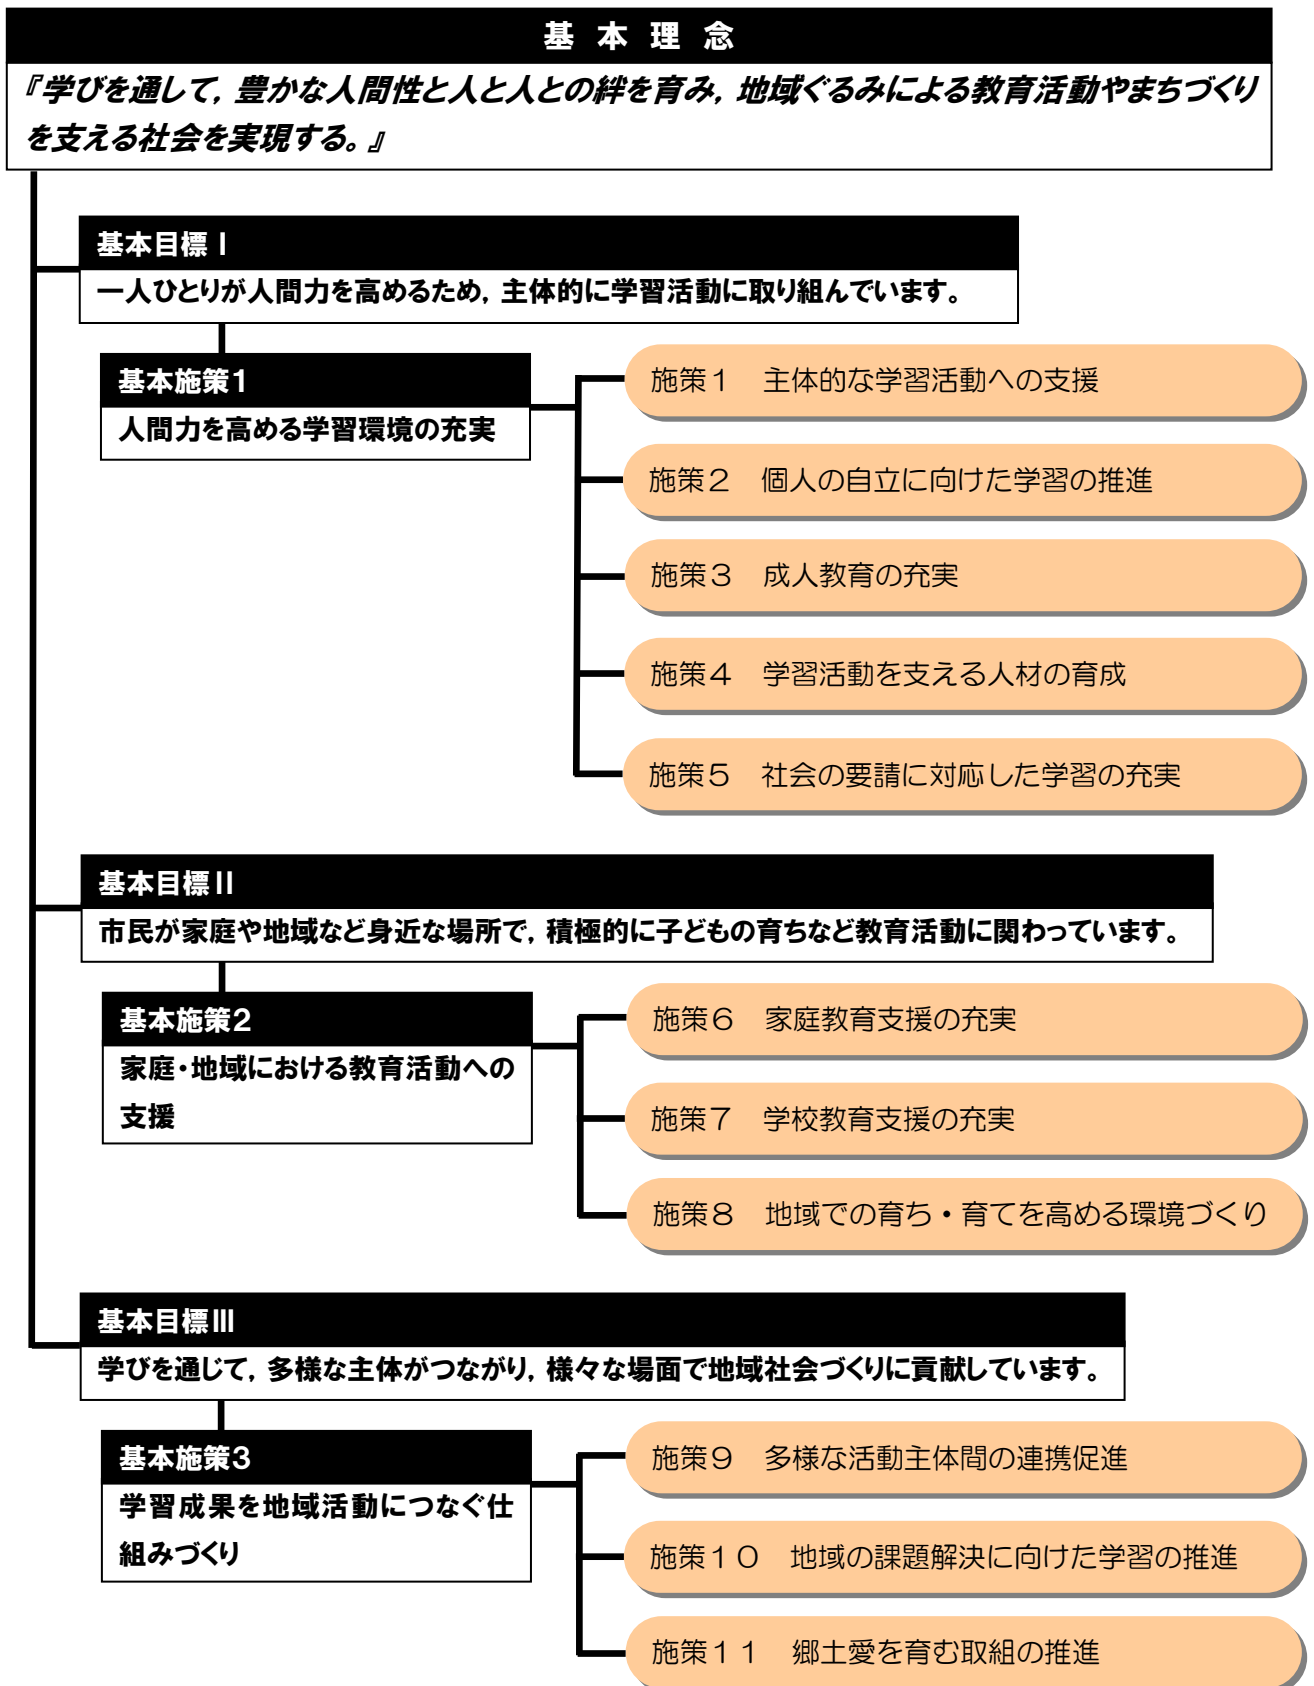 基本理念
『学びを通して，豊かな人間性と人と人との絆を育み，地域ぐるみによる教育活動やまちづくり
を支える社会を実現する。』
基本目標Ⅰ
一人ひとりが人間力を高めるため，主体的に学習活動に取り組んでいます。
基本施策1
人間力を高める学習環境の充実
施策１　主体的な学習活動への支援
施策２　個人の自立に向けた学習の推進
施策３　成人教育の充実
施策４　学習活動を支える人材の育成
施策５　社会の要請に対応した学習の充実
基本目標Ⅱ
市民が家庭や地域など身近な場所で，積極的に子どもの育ちなど教育活動に関わっています。
基本施策2
家庭・地域における教育活動への
支援
施策６　家庭教育支援の充実
施策７　学校教育支援の充実
施策８　地域での育ち・育てを高める環境づくり
基本目標Ⅲ
学びを通じて，多様な主体がつながり，様々な場面で地域社会づくりに貢献しています。
基本施策3
学習成果を地域活動につなぐ仕
組みづくり
施策９　多様な活動主体間の連携促進
施策１０　地域の課題解決に向けた学習の推進
施策１１　郷土愛を育む取組の推進